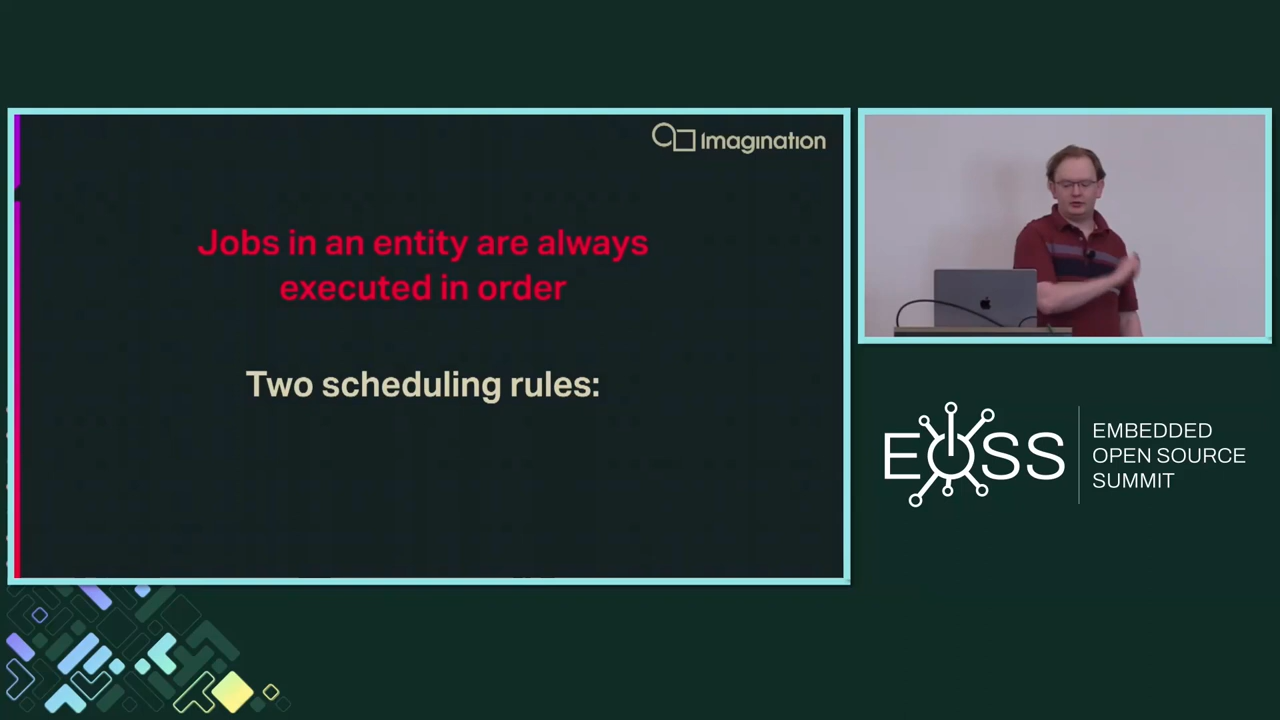 Imagination
Jobs in an entity are always
executed in order
Two scheduling rules:
EOSS
EMBEDDED
OPEN SOURCE
SUMMIT